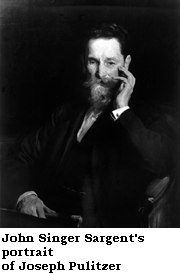 John Singer Sargent's
portrait
of Joseph Pulitzer